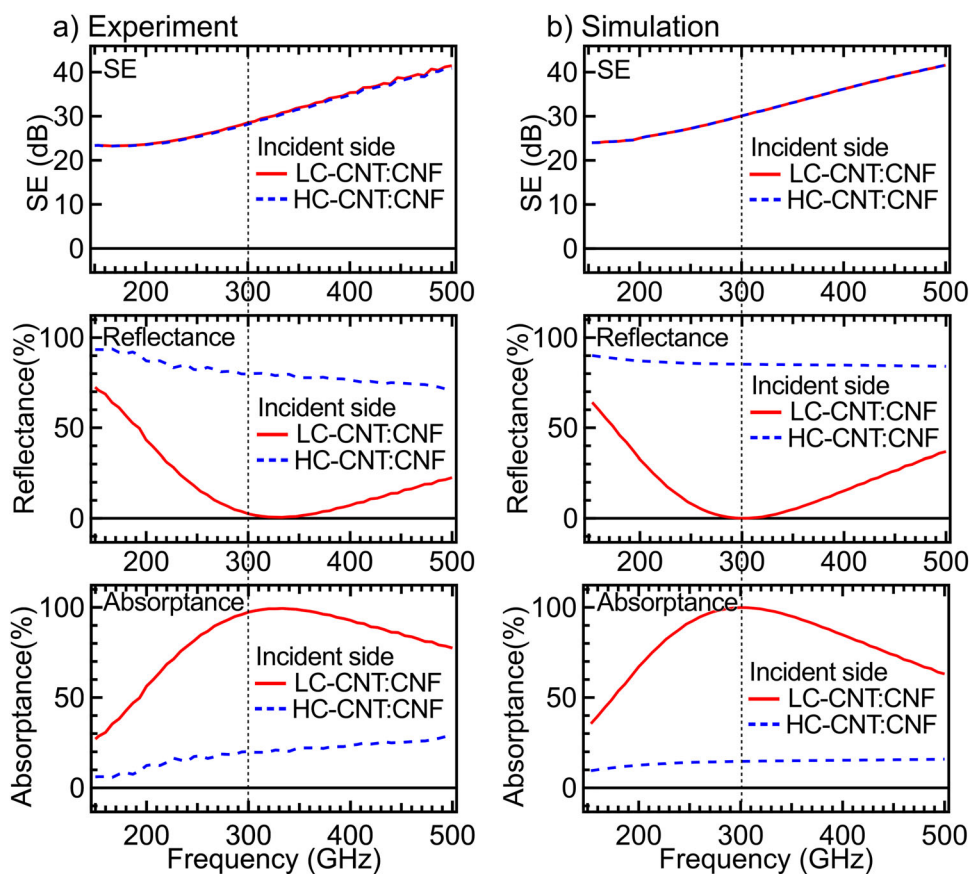 a) Experiment
SE
40
30
20
10
0
SE (dB)
Incident side
LC-CNT:CNF
HC-CNT:CNF
200 300 400 500
Reflectance
100
50
0
Reflectance(%)
Incident side
LC-CNT:CNF
HC-CNT:CNF
200 300 400 500
Absorptance
100
50
0
Absorptance(%)
Incident side
LC-CNT:CNF
HC-CNT:CNF
200 300 400 500
Frequency (GHz)
b) Simulation
SE
40
30
20
10
0
SE (dB)
Incident side
LC-CNT:CNF
HC-CNT:CNF
200 300 400 500
Reflectance
100
50
0
Reflectance(%)
Incident side
LC-CNT:CNF
HC-CNT:CNF
200 300 400 500
Absorptance
100
50
0
Absorptance(%)
Incident side
LC-CNT:CNF
HC-CNT:CNF
200 300 400 500
Frequency (GHz)